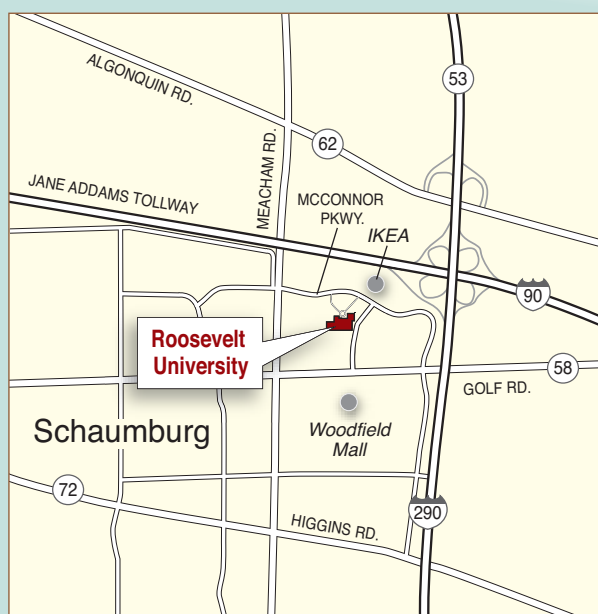 ALGONQUIN RD.
53
62
MEACHAM RD.
JANE ADDAMS TOLLWAY
MCCONNOR
PKWY.
IKEA
90
Roosevelt
University
58
GOLF RD.
Schaumburg
Woodfield
Mall
72
290
HIGGINS RD.